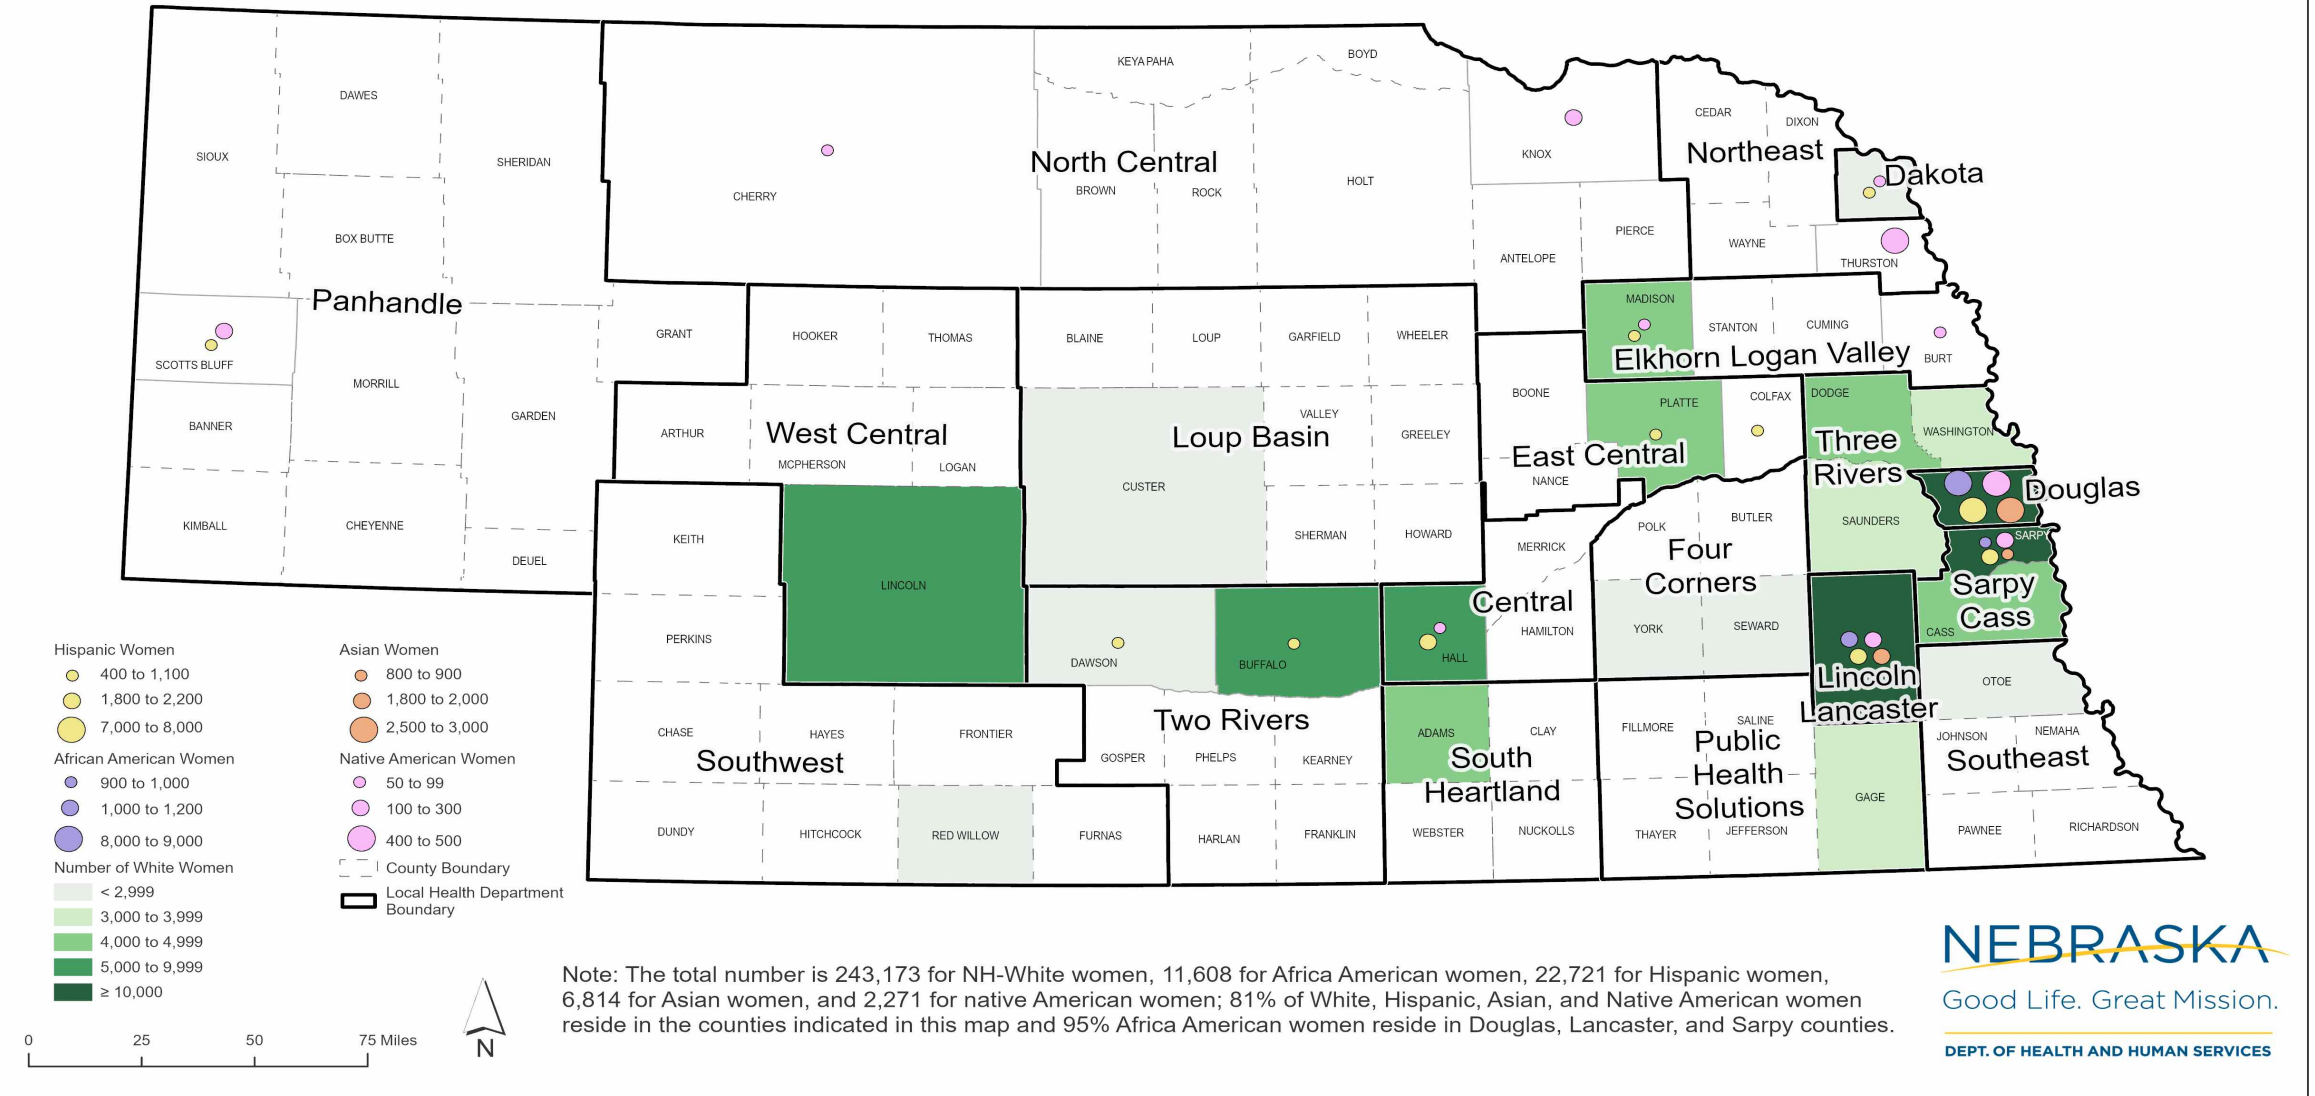 KEYA PAHA
BOYD
DAWES
CEDAR
DIXON
SIOUX
SHERIDAN
CHERRY
North Central
BROWN
ROCK
HOLT
KNOX
Northeast
Dakota
BOX BUTTE
ANTELOPE
PIERCE
WAYNE
THURSTON
Panhandle
SCOTTS BLUFF
MORRILL
BANNER
GARDEN
KIMBALL
CHEYENNE
DEUEL
GRANT
HOOKER
THOMAS
BLAINE
LOUP
GARFIELD
WHEELER
MADISON
STANTON
CUMING
Elkhorn Logan Valley
BURT
ARTHUR
West Central
MCPHERSON
LOGAN
CUSTER
VALLEY
Loup Basin
GREELEY
BOONE
PLATTE
COLFAX
East Central
NANCE
DODGE
Three
Rivers
WASHINGTON
Douglas
SAUNDERS
KEITH
LINCOLN
SHERMAN
HOWARD
MERRICK
POLK
BUTLER
Four
Corners
SARPY
Sarpy
Cass
CASS
PERKINS
DAWSON
BUFFALO
HALL
Central
HAMILTON
YORK
SEWARD
Lincoln
Lancaster
OTOE
CHASE
HAYES
FRONTIER
Southwest
Two Rivers
GOSPER
PHELPS
KEARNEY
ADAMS
CLAY
South
Heartland
FILLMORE
SALINE
Public
Health
Solutions
GAGE
JOHNSON
NEMAHA
Southeast
DUNDY
HITCHCOCK
RED WILLOW
FURNAS
HARLAN
FRANKLIN
WEBSTER
NUCKOLLS
THAYER
JEFFERSON
PAWNEE
RICHARDSON
Hispanic Women
400 to 1,100
1,800 to 2,200
7,000 to 8,000
African American Women
900 to 1,000
1,000 to 1,200
8,000 to 9,000
Number of White Women
< 2,999
3,000 to 3,999
4,000 to 4,999
5,000 to 9,999
≥ 10,000
Asian Women
800 to 900
1,800 to 2,000
2,500 to 3,000
Native American Women
50 to 99
100 to 300
400 to 500
County Boundary
Local Health Department
Boundary
0 25 50 75 Miles
N
Note: The total number is 243,173 for NH-White women, 11,608 for Africa American women, 22,721 for Hispanic women,
6,814 for Asian women, and 2,271 for native American women; 81% of White, Hispanic, Asian, and Native American women
reside in the counties indicated in this map and 95% Africa American women reside in Douglas, Lancaster, and Sarpy counties.
NEBRASKA
Good Life. Great Mission.
DEPT. OF HEALTH AND HUMAN SERVICES